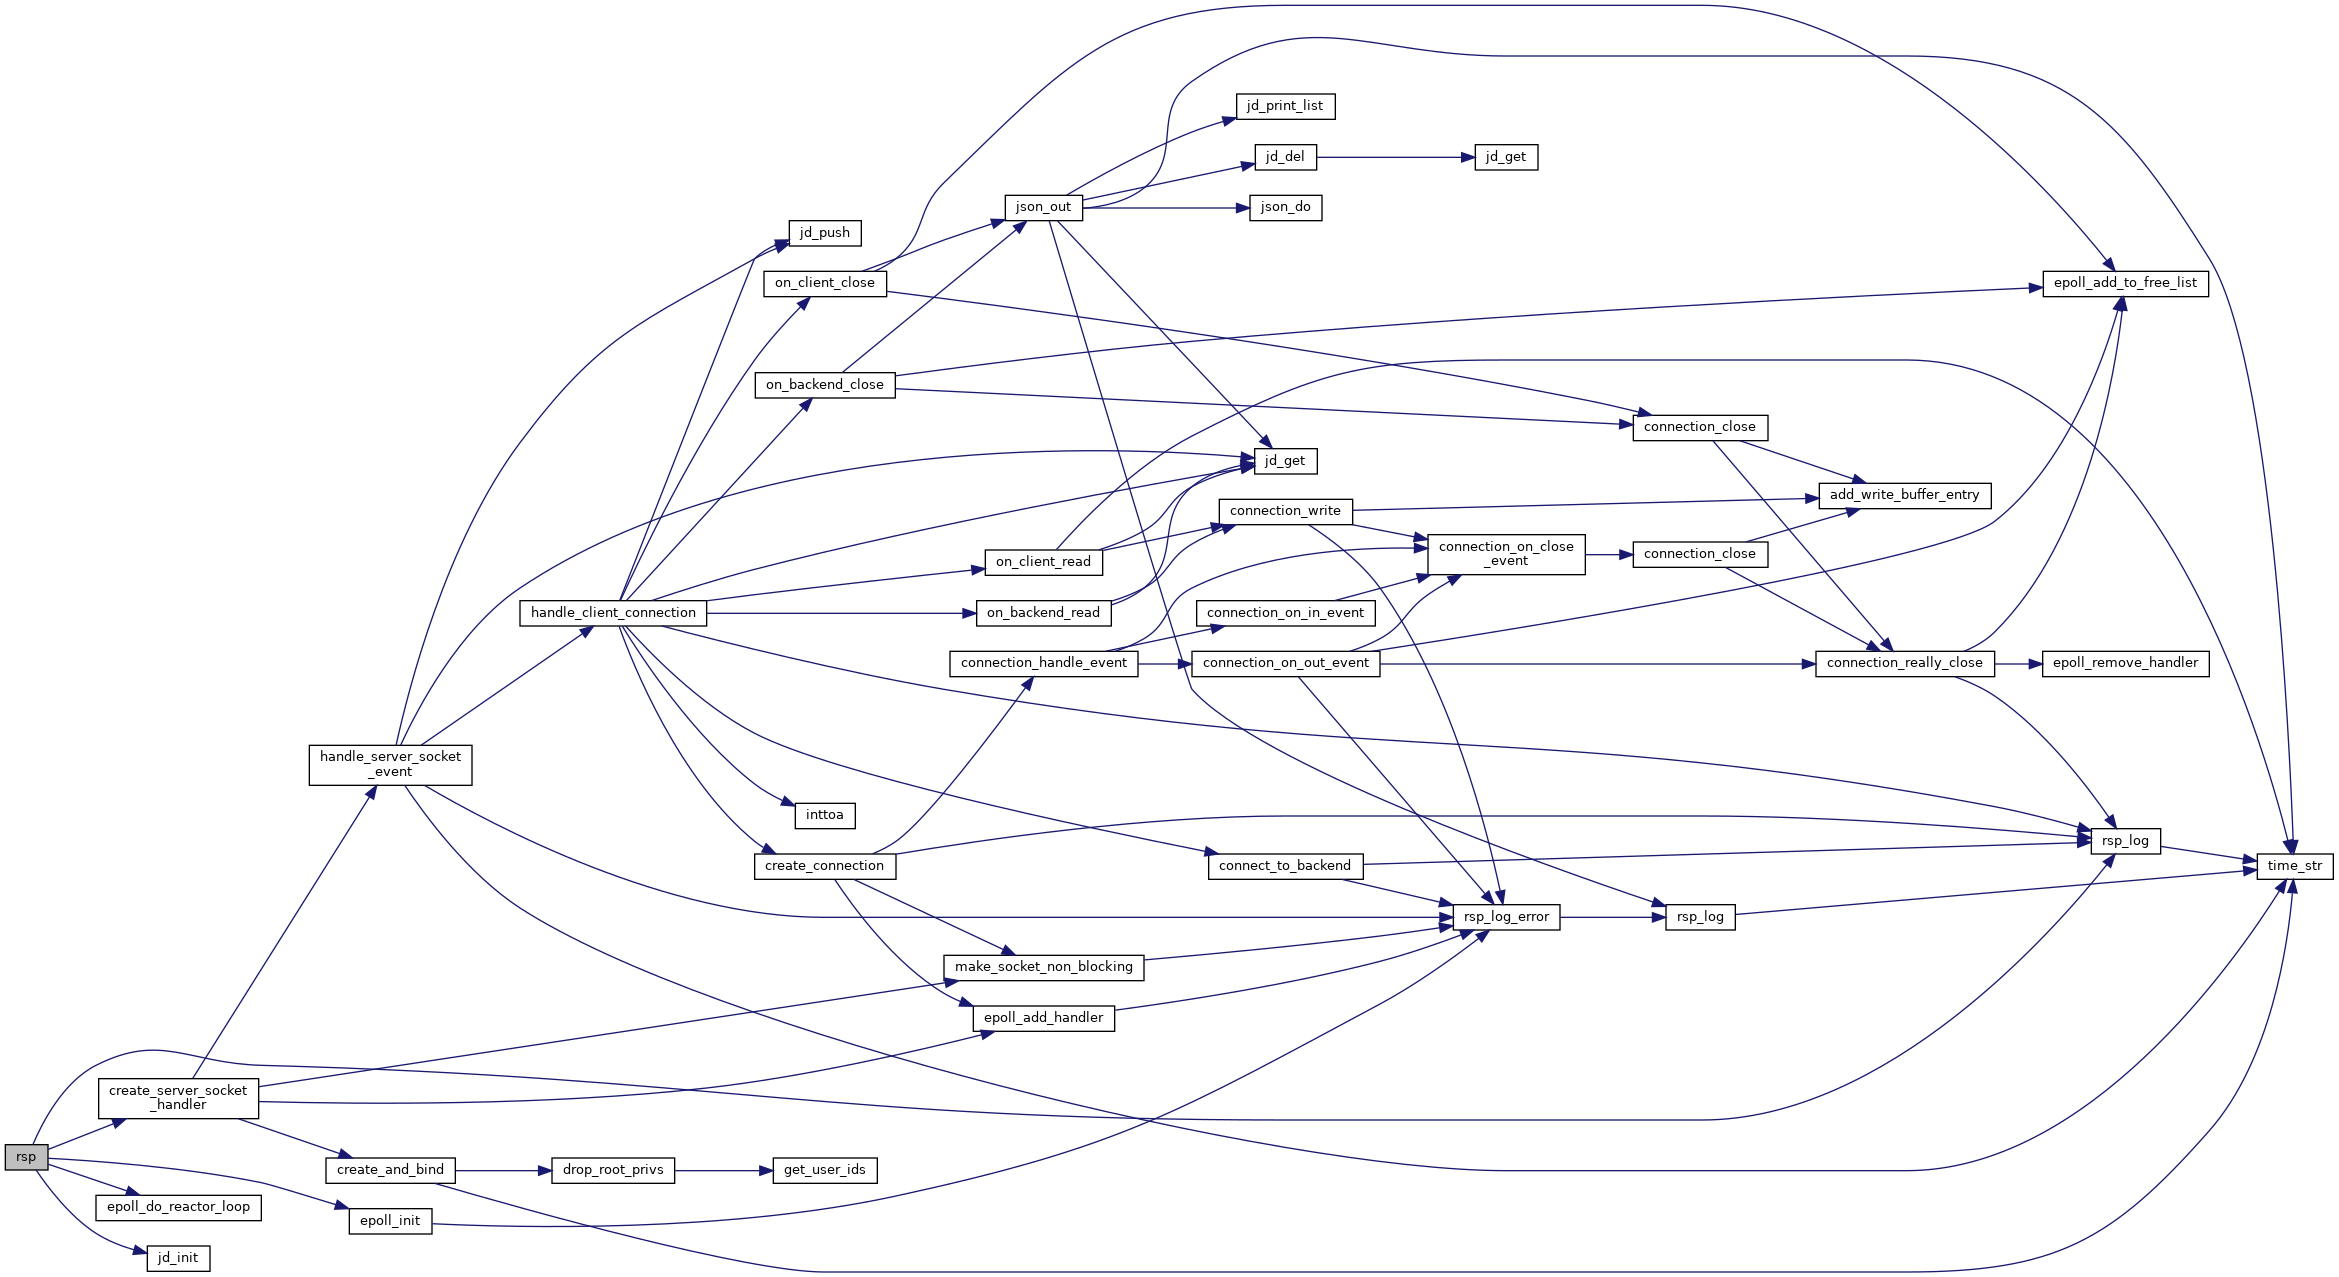 jd_print_list
jd_del
jd_get
json_out
json_do
jd_push
on_client_close
epoll_add_to_free_list
on_backend_close
connection_close
jd_get
add_write_buffer_entry
connection_write
connection_on_close
_event
connection_close
on_client_read
handle_client_connection
on_backend_read
connection_on_in_event
connection_handle_event
connection_on_out_event
connection_really_close
epoll_remove_handler
handle_server_socket
_event
inttoa
rsp_log
create_connection
connect_to_backend
time_str
rsp_log_error
rsp_log
make_socket_non_blocking
epoll_add_handler
create_server_socket
_handler
rsp
create_and_bind
drop_root_privs
get_user_ids
epoll_do_reactor_loop
epoll_init
jd_init